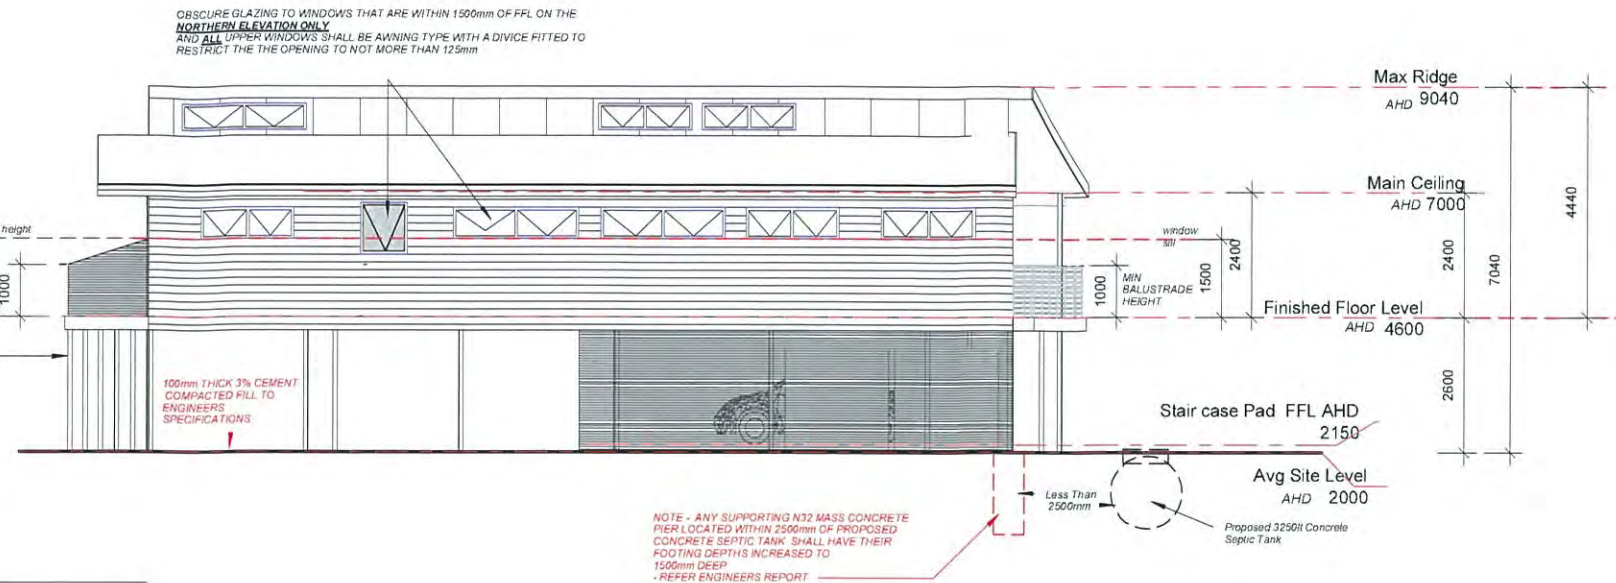 OBSCURE GLAZING TO WINDOWS THAT ARE WITHIN 1500mm OF FFL ON THE
NORTHERN ELEVATION ONLY
AND ALL UPPER WINDOWS SHALL BE AWNING TYPE WITH A DIVICE FITTED TO
RESTRICT THE THE OPENING TO NOT MORE THAN 125mm
Max Ridge
AHD 9040
Main Ceiling
AHD 7000
height
window
sill
1000
1000
MIN
BALUSTRADE
HEIGHT
1500
2400
2400
7040
4440
Finished Floor Level
AHD 4600
100mm THICK 3% CEMENT
COMPACTED FILL TO
ENGINEERS
SPECIFICATIONS
2600
Stair case Pad FFL AHD
2150
Avg Site Level
AHD 2000
Less Than
2500mm
Proposed 3250lt Concrete
Septic Tank
NOTE - ANY SUPPORTING N32 MASS CONCRETE
PIER LOCATED WITHIN 2500mm OF PROPOSED
CONCRETE SEPTIC TANK SHALL HAVE THEIR
FOOTING DEPTHS INCREASED TO
1500mm DEEP
- REFER ENGINEERS REPORT